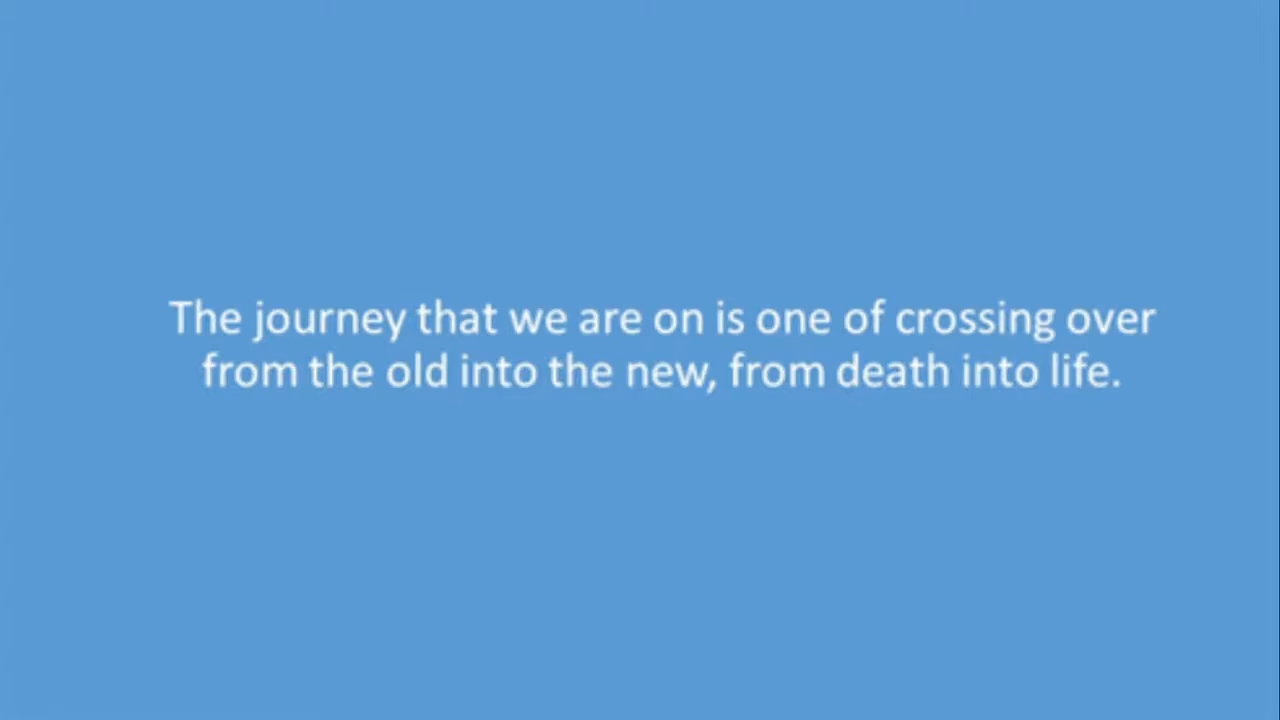 The journey that we are on is one of crossing over
from the old into the new, from death into life.